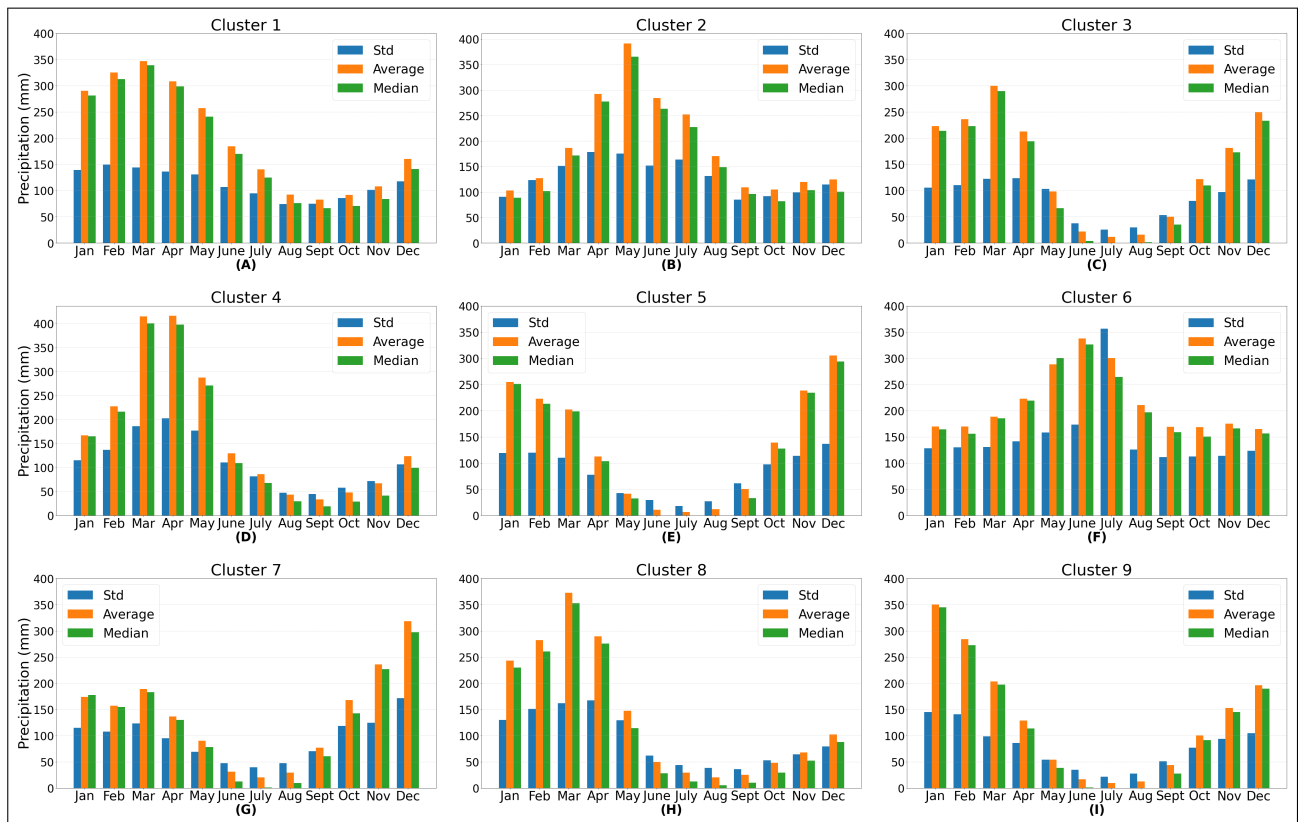 Cluster 1
Precipitation (mm)
400
350
300
250
200
150
100
50
0
Std
Average
Median
Jan Feb Mar Apr May June July Aug Sept Oct Nov Dec
(A)
Cluster 2
400
350
300
250
200
150
100
50
0
Std
Average
Median
Jan Feb Mar Apr May June July Aug Sept Oct Nov Dec
(B)
Cluster 3
400
350
300
250
200
150
100
50
0
Std
Average
Median
Jan Feb Mar Apr May June July Aug Sept Oct Nov Dec
(C)
Cluster 4
Precipitation (mm)
400
350
300
250
200
150
100
50
0
Std
Average
Median
Jan Feb Mar Apr May June July Aug Sept Oct Nov Dec
(D)
Cluster 5
400
350
300
250
200
150
100
50
0
Std
Average
Median
Jan Feb Mar Apr May June July Aug Sept Oct Nov Dec
(E)
Cluster 6
400
350
300
250
200
150
100
50
0
Std
Average
Median
Jan Feb Mar Apr May June July Aug Sept Oct Nov Dec
(F)
Cluster 7
Precipitation (mm)
400
350
300
250
200
150
100
50
0
Std
Average
Median
Jan Feb Mar Apr May June July Aug Sept Oct Nov Dec
(G)
Cluster 8
400
350
300
250
200
150
100
50
0
Std
Average
Median
Jan Feb Mar Apr May June July Aug Sept Oct Nov Dec
(H)
Cluster 9
400
350
300
250
200
150
100
50
0
Std
Average
Median
Jan Feb Mar Apr May June July Aug Sept Oct Nov Dec
(I)